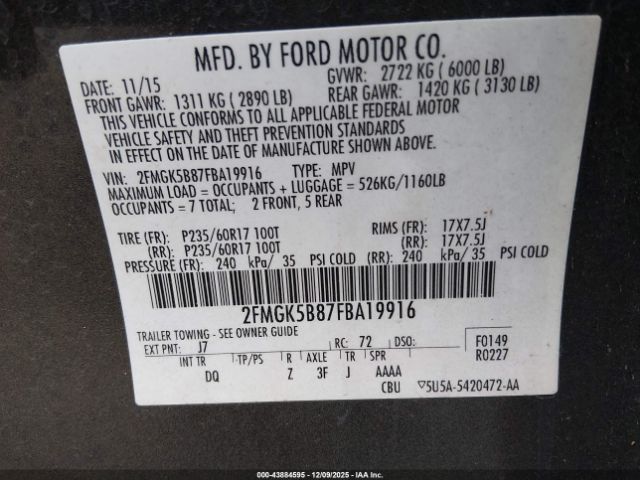 MFD. BY FORD MOTOR CO.
DATE: 11/15 GVWR: 2722 KG ( 6000 LB)
FRONT GAWR: 1311 KG ( 2890 LB) REAR GAWR: 1420 KG ( 3130 LB)
THIS VEHICLE CONFORMS TO ALL APPLICABLE FEDERAL MOTOR
VEHICLE SAFETY AND THEFT PREVENTION STANDARDS
IN EFFECT ON THE DATE OF MANUFACTURE SHOWN ABOVE.
VIN: 2FMGK5B87FBA19916 TYPE: MPV
MAXIMUM LOAD = OCCUPANTS + LUGGAGE = 526KG/1160LB
OCCUPANTS = 7 TOTAL; 2 FRONT, 5 REAR
TIRE (FR): P235/60R17 100T RIMS (FR): 17X7.5J
(RR): P235/60R17 100T (RR): 17X7.5J
PRESSURE (FR): 240 kPa/ 35 PSI COLD (RR): 240 kPa/ 35 PSI COLD
2FMGK5B87FBA19916
TRAILER TOWING - SEE OWNER GUIDE
EXT PNT: J7 RC: 72 DSO: F0149
INT TR TP/PS R AXLE TR SPR R0227
DQ Z 3F J AAAA
CBU ▽5U5A-5420472-AA
000-43884595 - 12/09/2025 - IAAI.COM